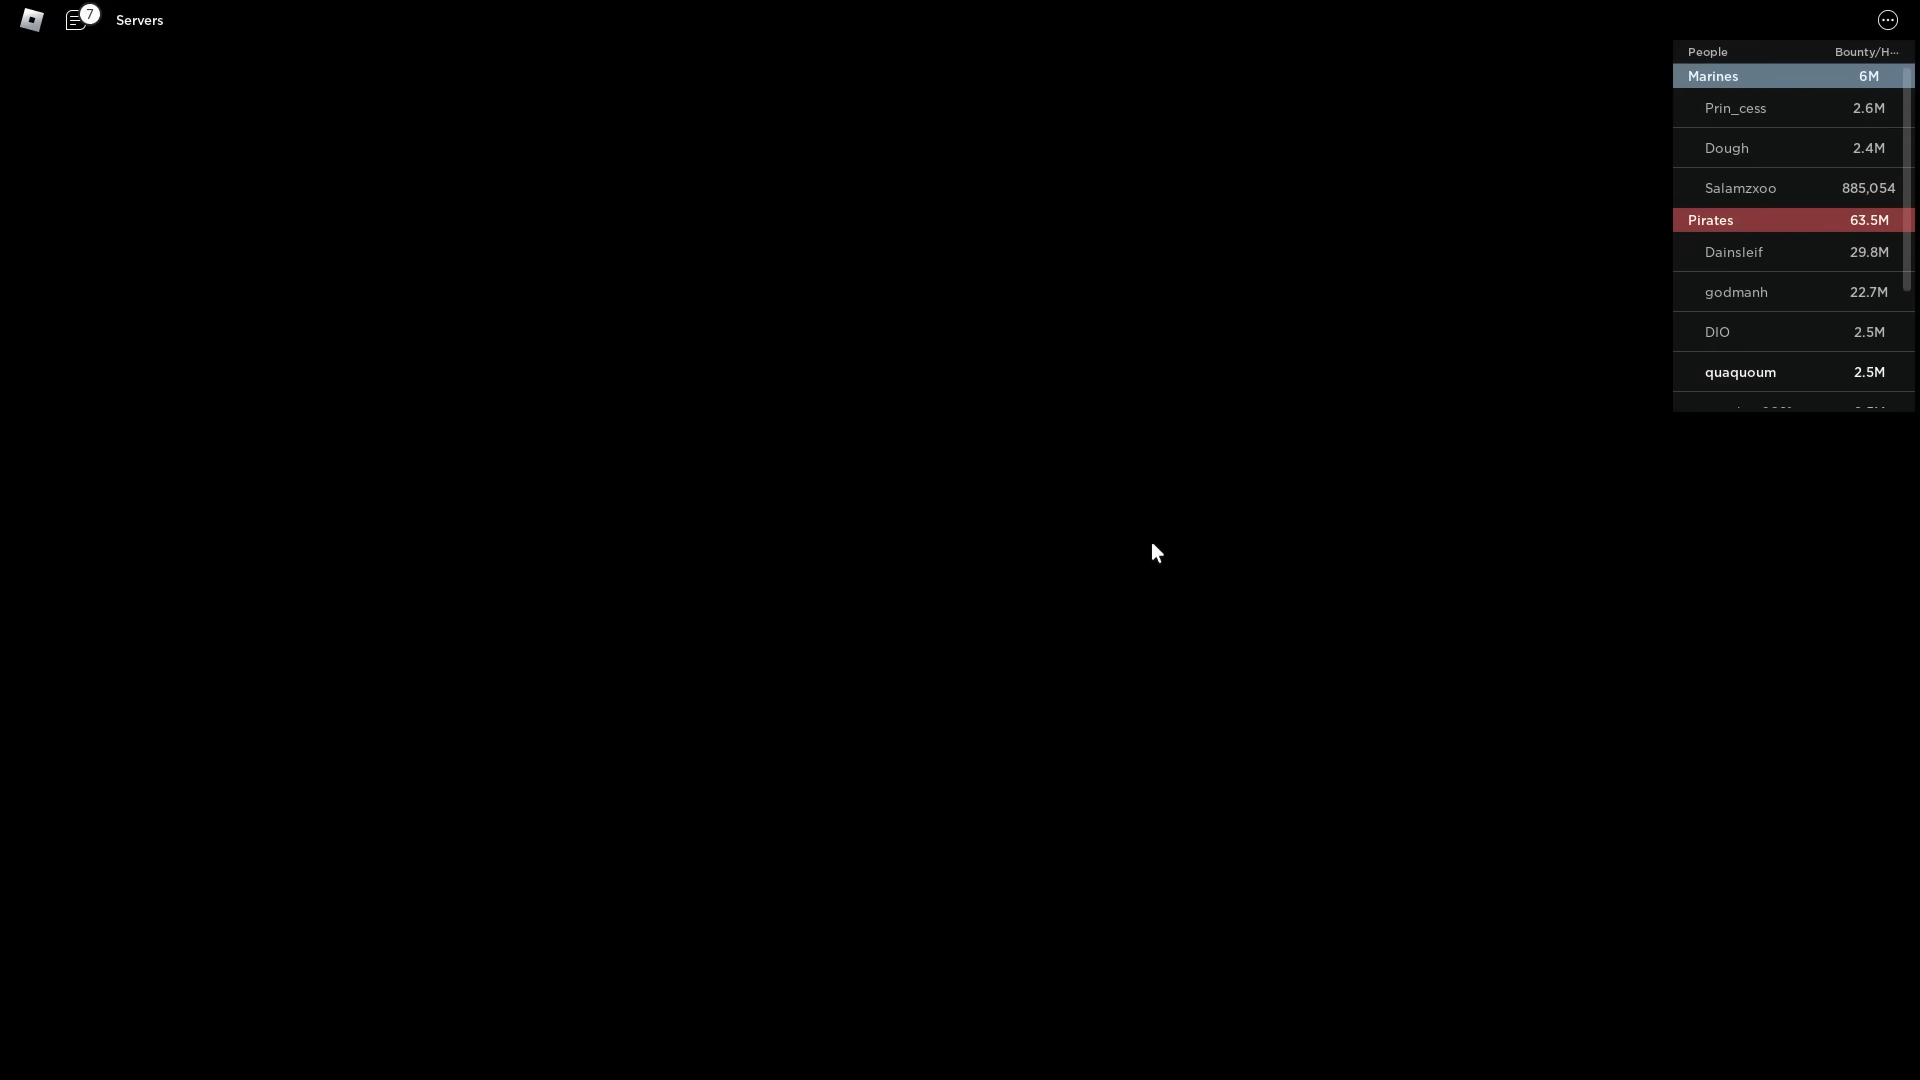 7
Servers
People Bounty/H...
Marines 6M
Prin_cess 2.6M
Dough 2.4M
Salamzxoo 885,054
Pirates 63.5M
Dainsleif 29.8M
godmanh 22.7M
DIO 2.5M
quaquoum 2.5M